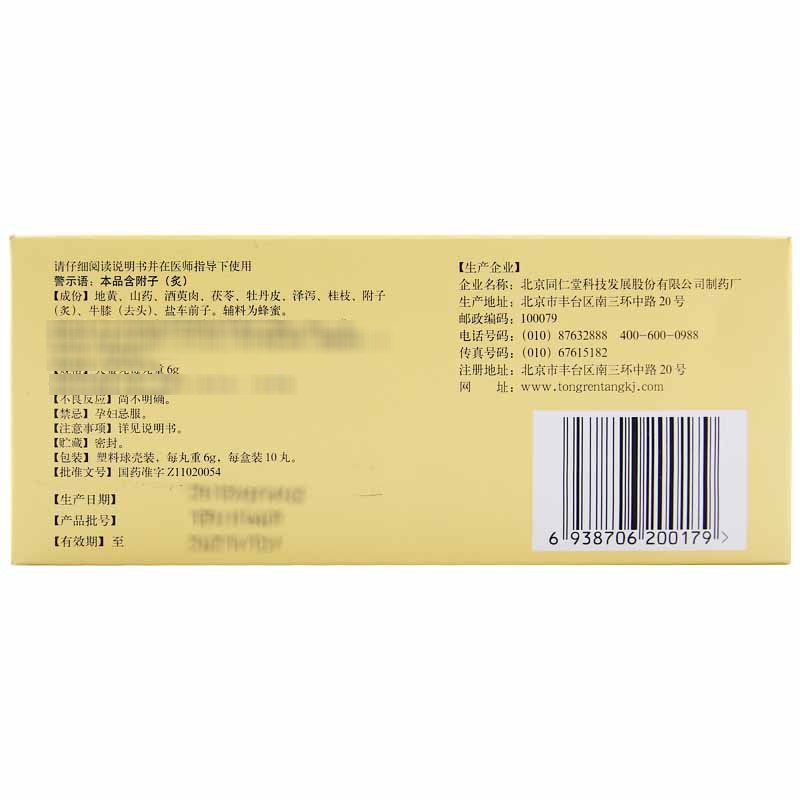 请仔细阅读说明书并在医师指导下使用
警示语：本品含附子（炙）
【成份】地黄、山药、酒萸肉、茯苓、牡丹皮、泽泻、桂枝、附子
（炙）、牛膝（去头）、盐车前子。辅料为蜂蜜。
重6g
【不良反应】尚不明确。
【禁忌】孕妇忌服。
【注意事项】详见说明书。
【贮藏】密封。
【包装】塑料球壳装，每丸重6g，每盒装10丸。
【批准文号】国药准字Z11020054
【生产日期】
【产品批号】
【有效期】至
【生产企业】
企业名称：北京同仁堂科技发展股份有限公司制药厂
生产地址：北京市丰台区南三环中路20号
邮政编码：100079
电话号码：（010）87632888 400-600-0988
传真号码：（010）67615182
注册地址：北京市丰台区南三环中路20号
网 址：www.tongrentangkj.com
6 938706 200179 >